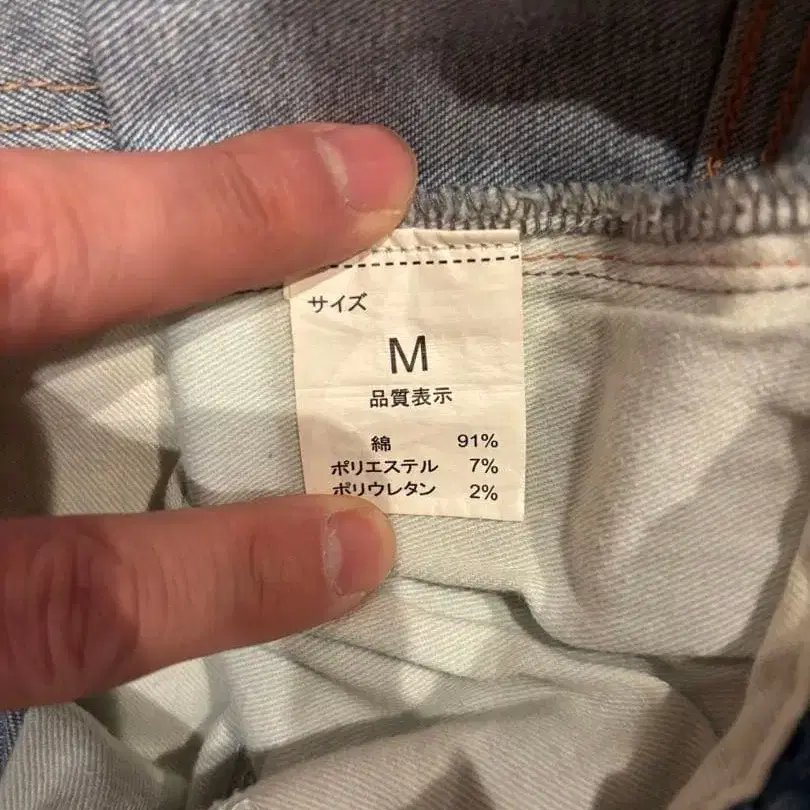 サイズ
M
品質表示
綿 91%
ポリエステル 7%
ポリウレタン 2%